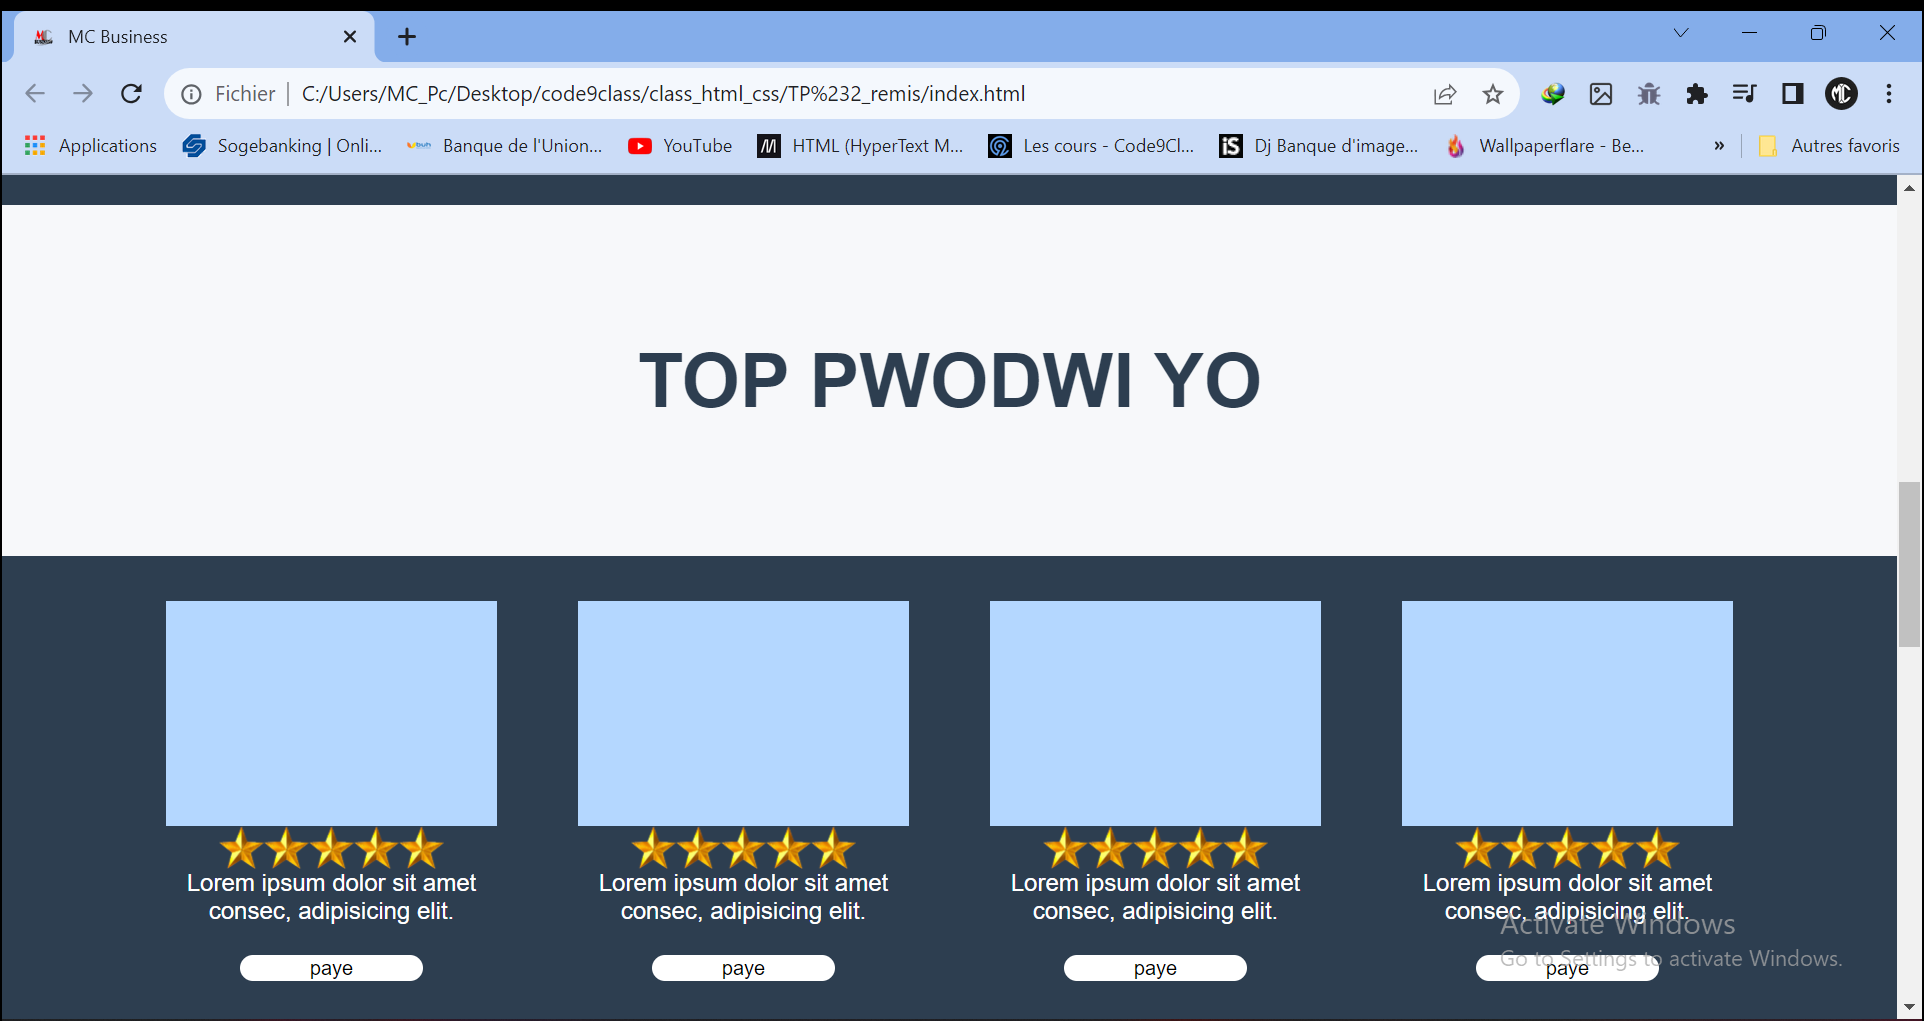 MC Business
Fichier C:/Users/MC_Pc/Desktop/code9class/class_html_css/TP%232_remis/index.html
Applications Sogebanking | Onli... Banque de l'Union... YouTube HTML (HyperText M... Les cours - Code9Cl... Dj Banque d'image... Wallpaperflare - Be... » Autres favoris
TOP PWODWI YO
Lorem ipsum dolor sit amet
consec, adipisicing elit.
paye
Lorem ipsum dolor sit amet
consec, adipisicing elit.
paye
Lorem ipsum dolor sit amet
consec, adipisicing elit.
paye
Lorem ipsum dolor sit amet
consec, adipisicing elit.
paye
Activate Windows
Go to Settings to activate Windows.